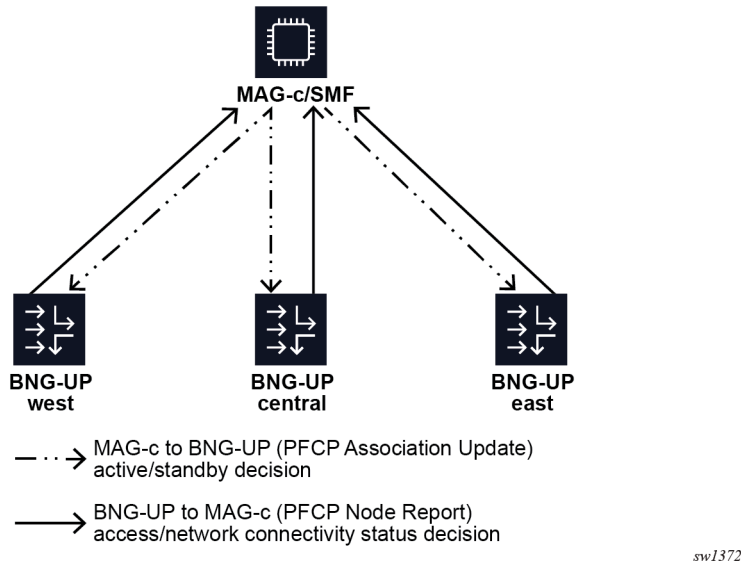 MAG-c/SMF
BNG-UP
west
BNG-UP
central
BNG-UP
east
MAG-c to BNG-UP (PFCP Association Update)
active/standby decision
BNG-UP to MAG-c (PFCP Node Report)
access/network connectivity status decision
sw1372